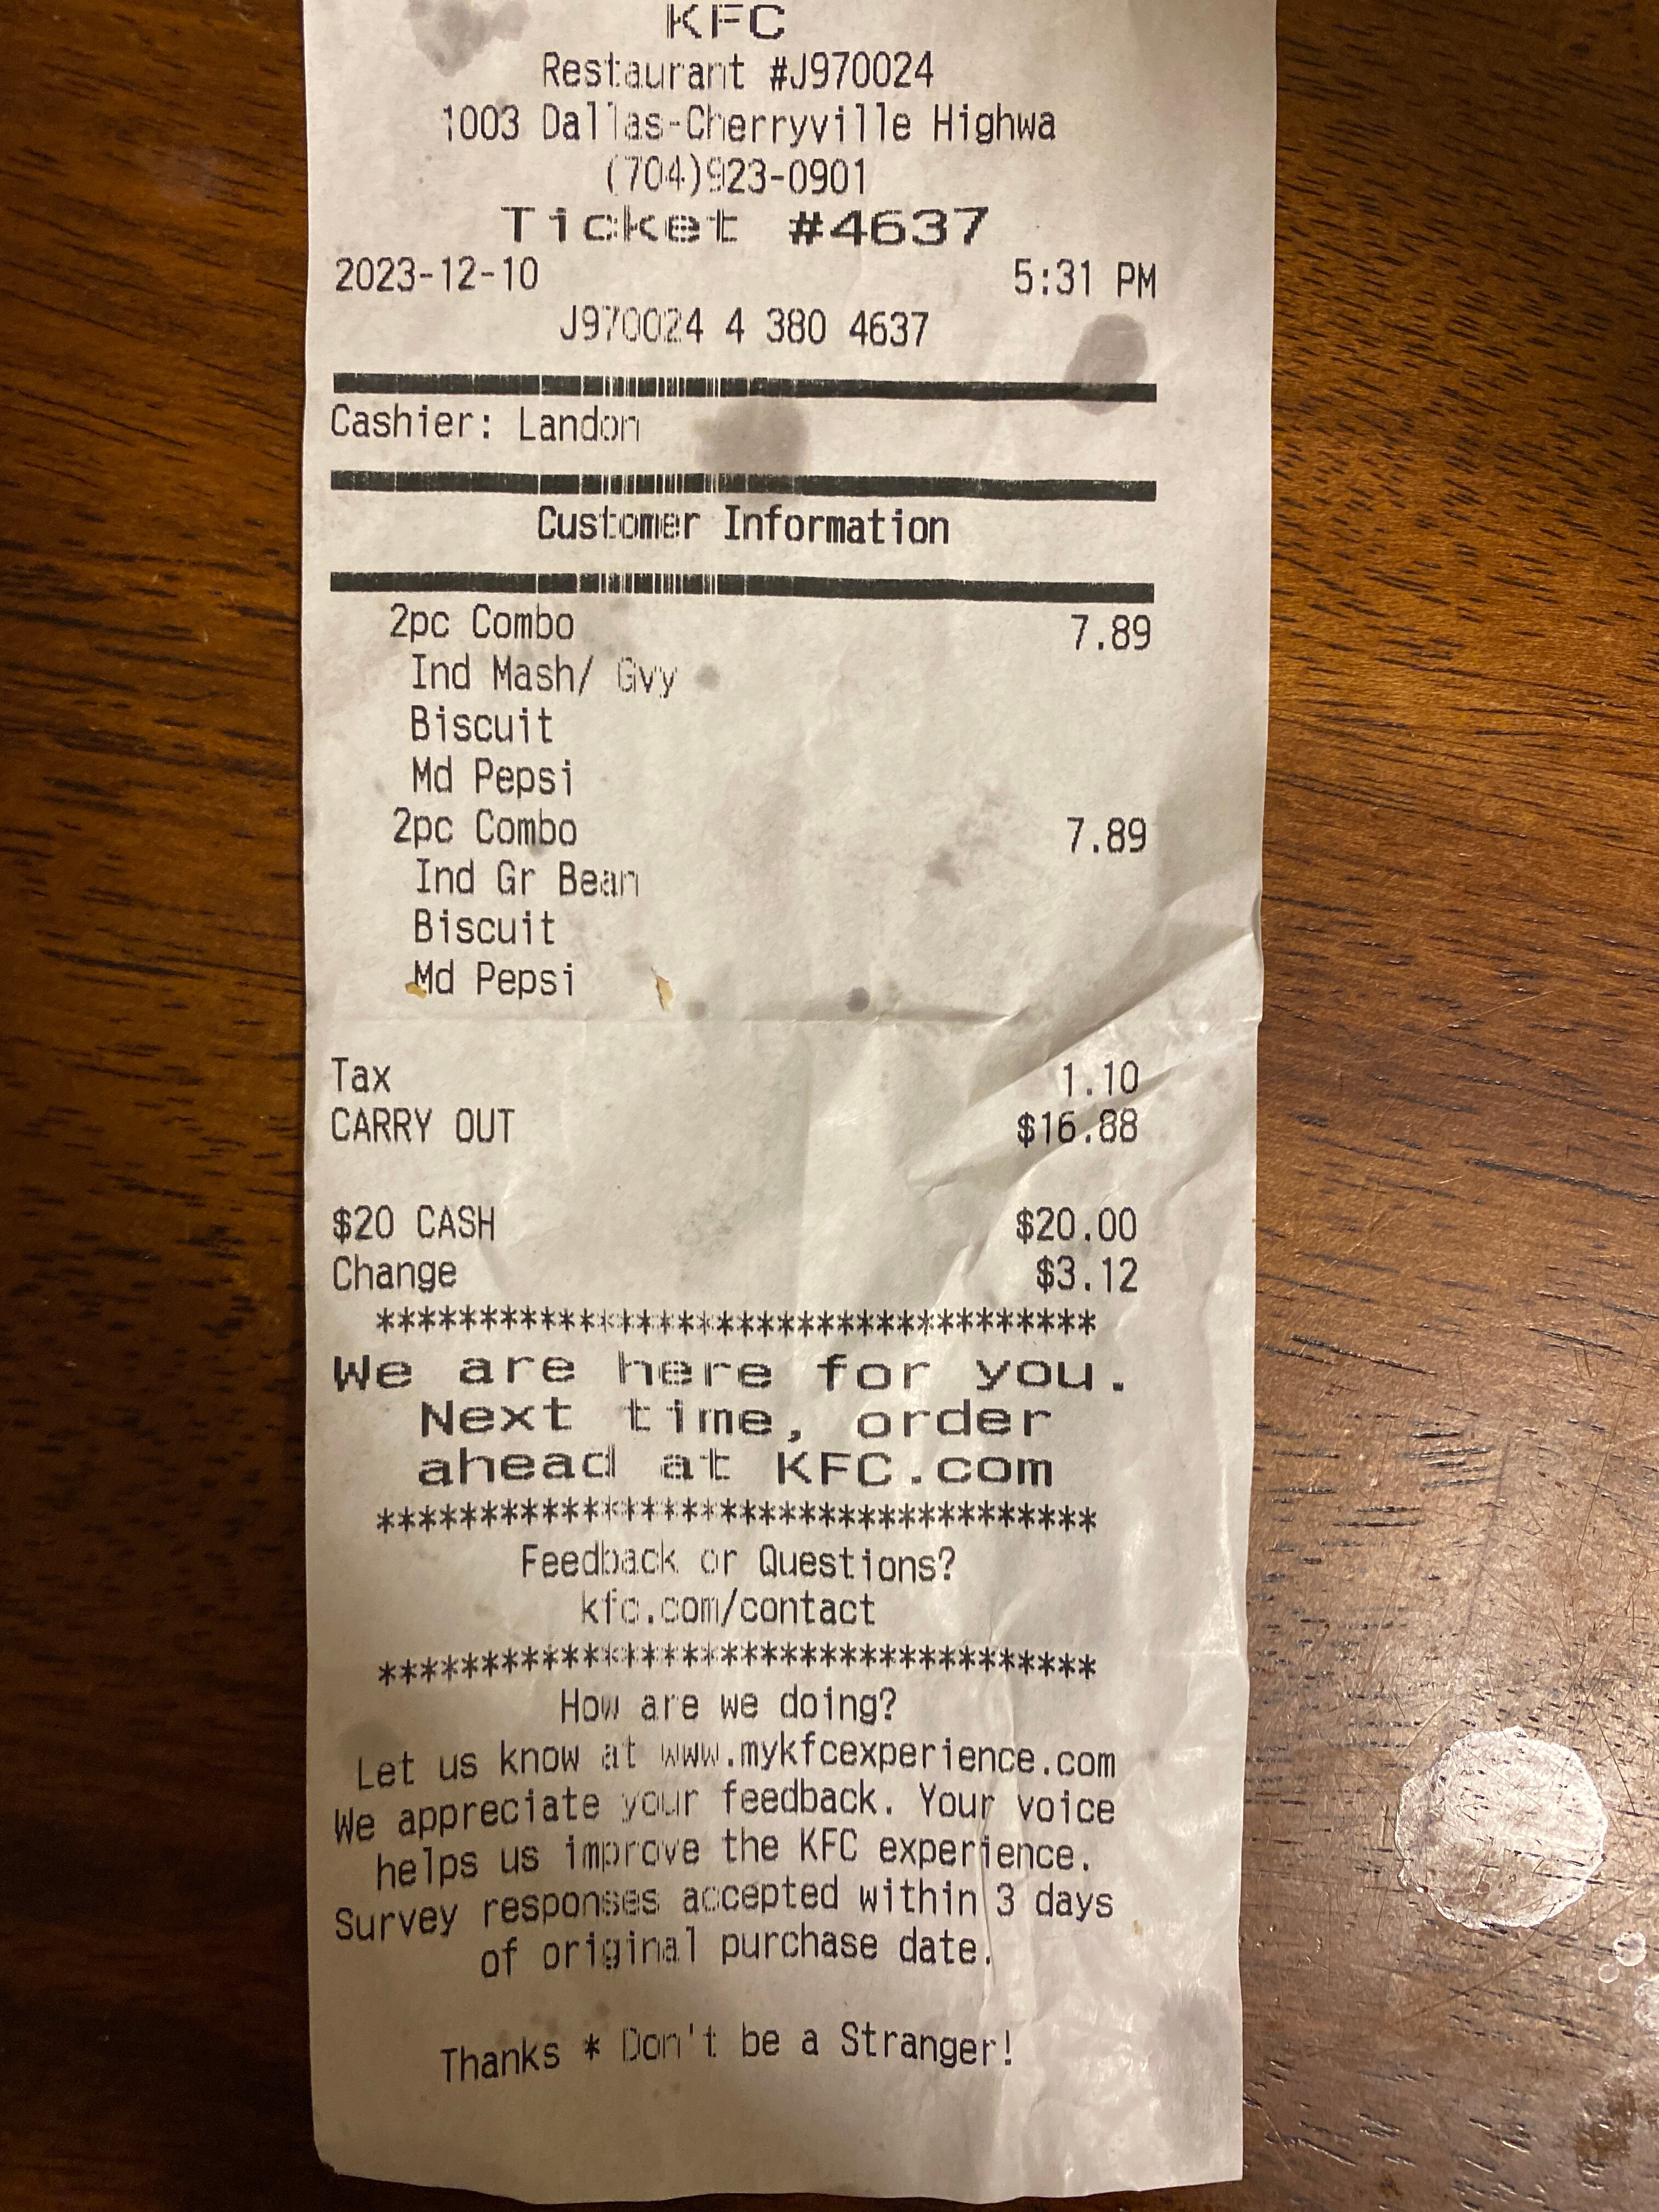 KFC
Restaurant #J970024
1003 Dallas-Cherryville Highwa
(704)923-0901
Ticket #4637
2023-12-10 5:31 PM
J970024 4 380 4637
Cashier: Landon
Customer Information
2pc Combo 7.89
Ind Mash/ Gvy
Biscuit
Md Pepsi
2pc Combo 7.89
Ind Gr Bean
Biscuit
Md Pepsi
Tax 1.10
CARRY OUT $16.88
$20 CASH $20.00
Change $3.12
***********************************
We are here for you.
Next time, order
ahead at KFC.com
***********************************
Feedback or Questions?
kfc.com/contact
***********************************
How are we doing?
Let us know at www.mykfcexperience.com
We appreciate your feedback. Your voice
helps us improve the KFC experience.
Survey responses accepted within 3 days
of original purchase date.
Thanks * Don't be a Stranger!